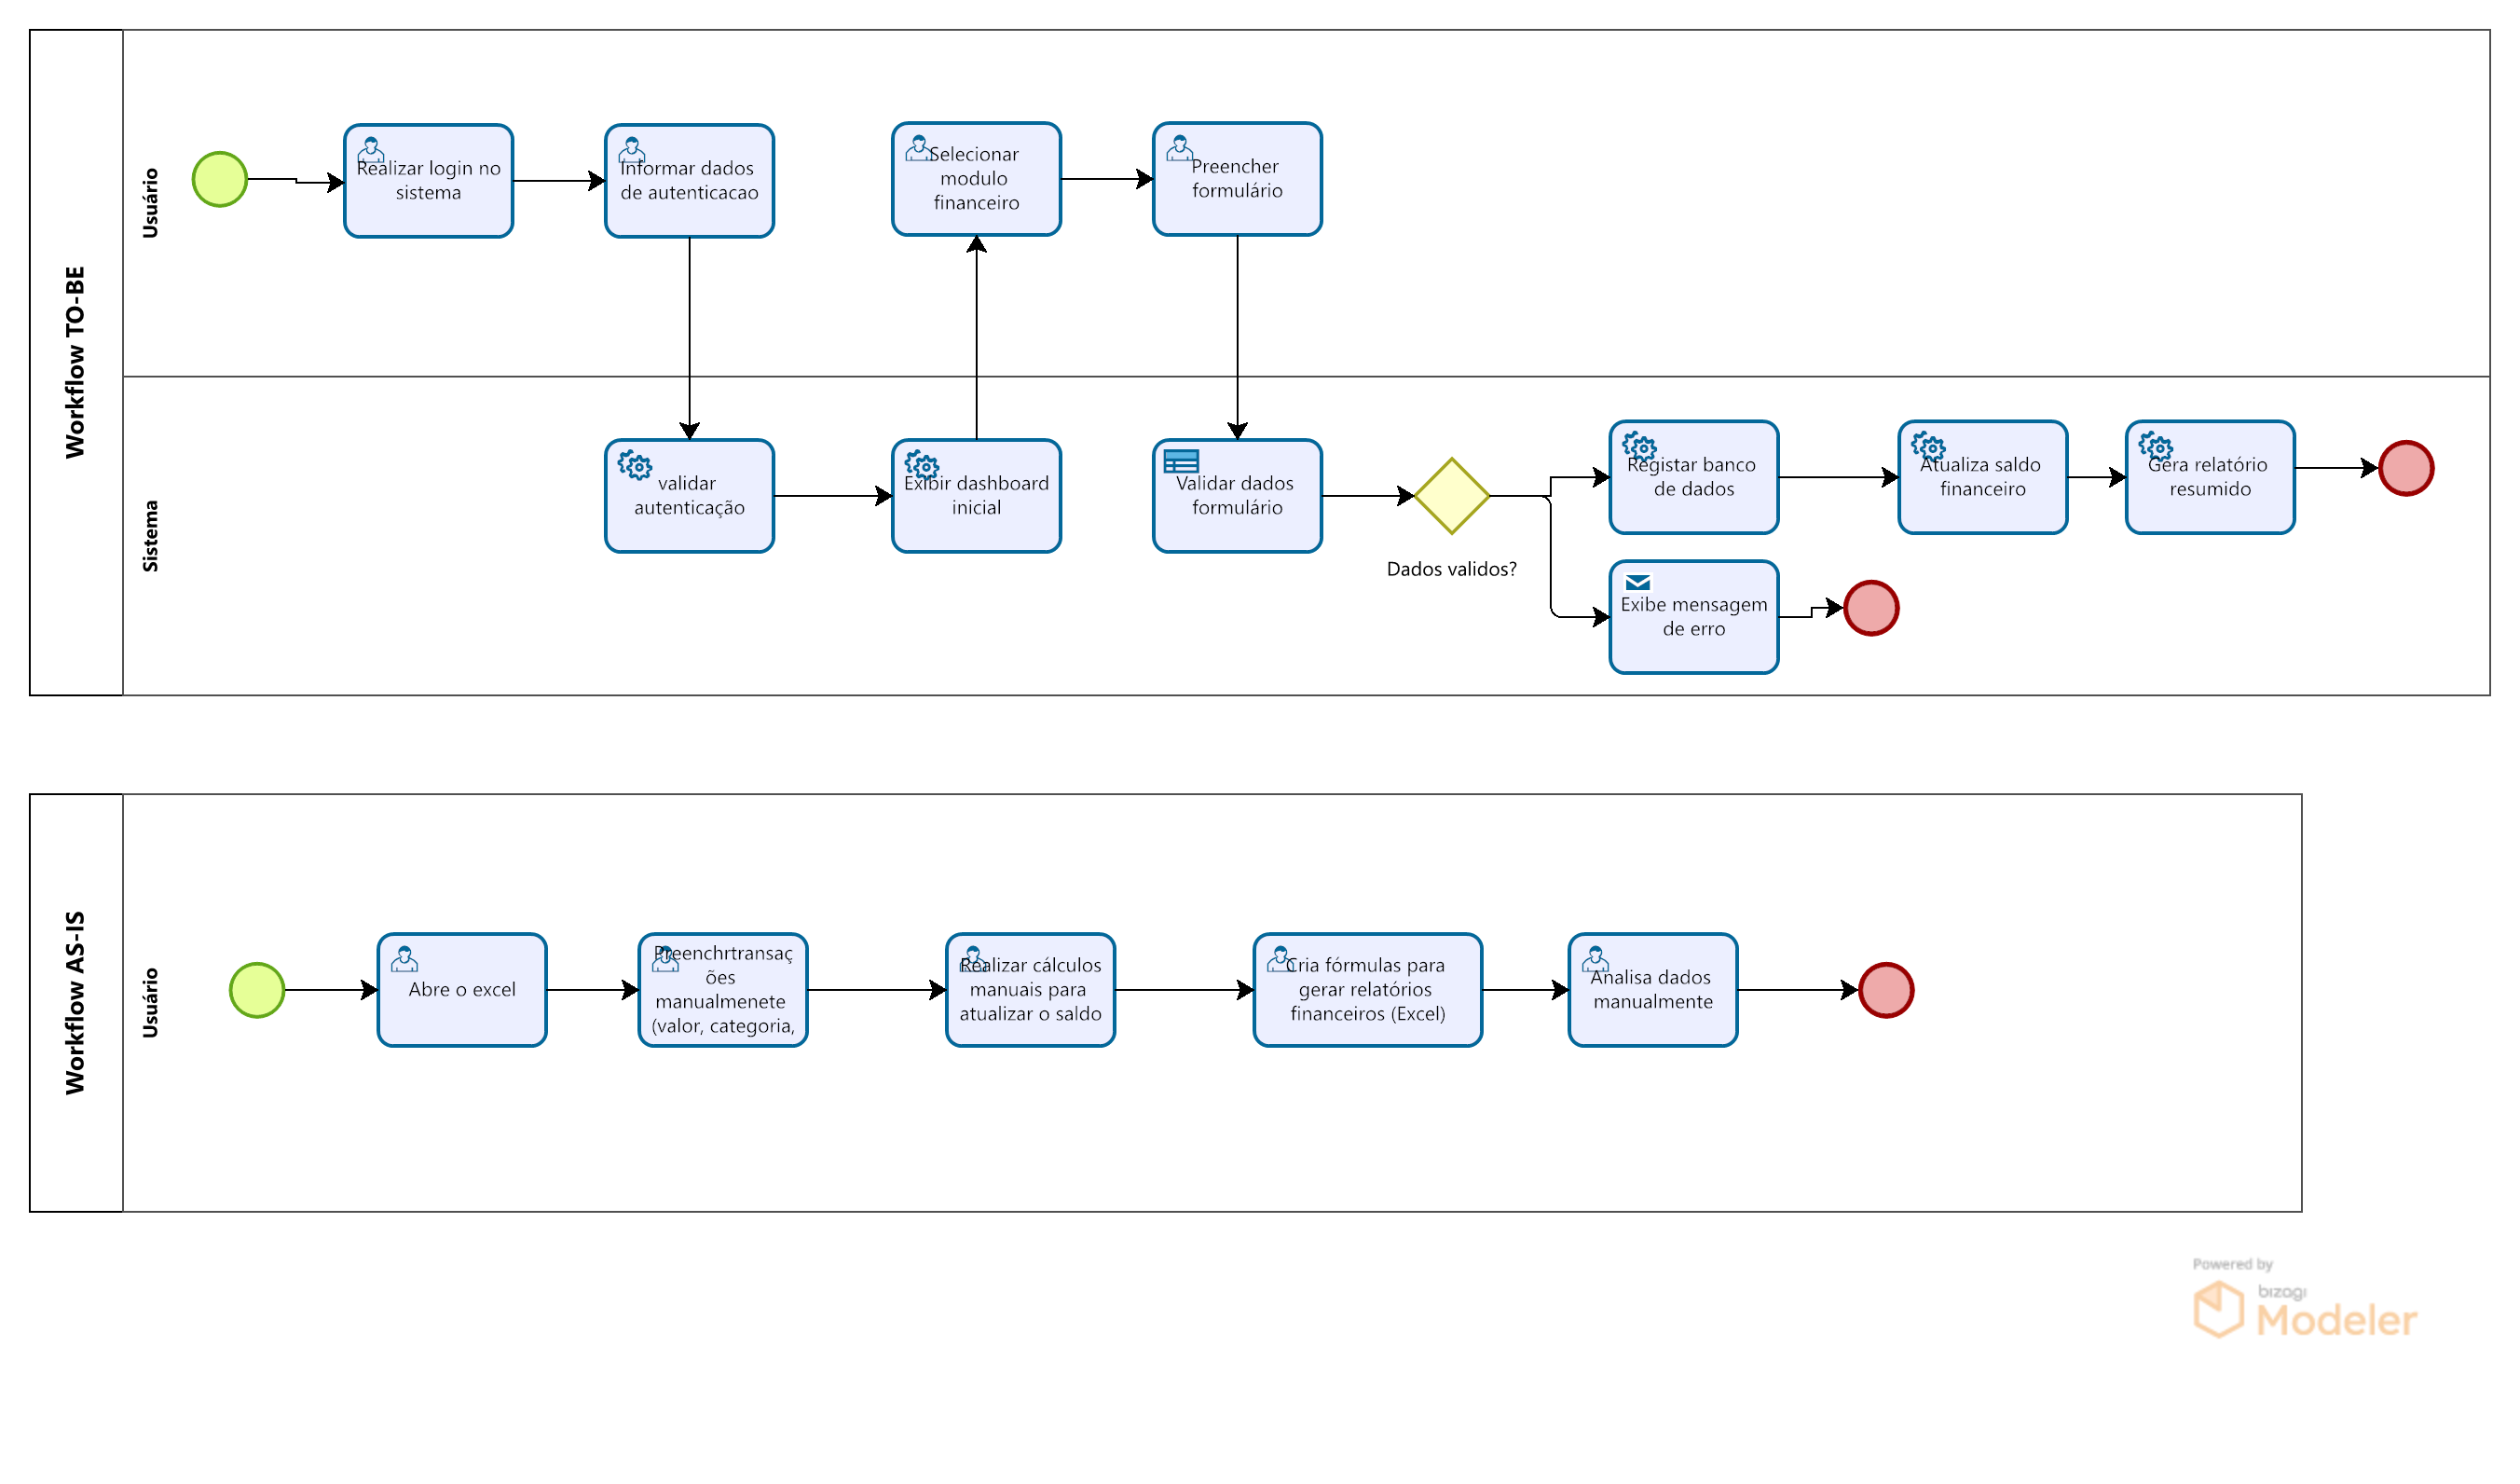 Workflow TO-BE
Usuário
Realizar login no
sistema
Informar dados
de autenticacao
Selecionar
modulo
financeiro
Preencher
formulário
Sistema
validar
autenticação
Exibir dashboard
inicial
Validar dados
formulário
Dados validos?
Registar banco
de dados
Atualiza saldo
financeiro
Gera relatório
resumido
Exibe mensagem
de erro
Workflow AS-IS
Usuário
Abre o excel
Preenchrtransaç
ões
manualmenete
(valor, categoria,
Realizar cálculos
manuais para
atualizar o saldo
Cria fórmulas para
gerar relatórios
financeiros (Excel)
Analisa dados
manualmente
Powered by
bizagi
Modeler